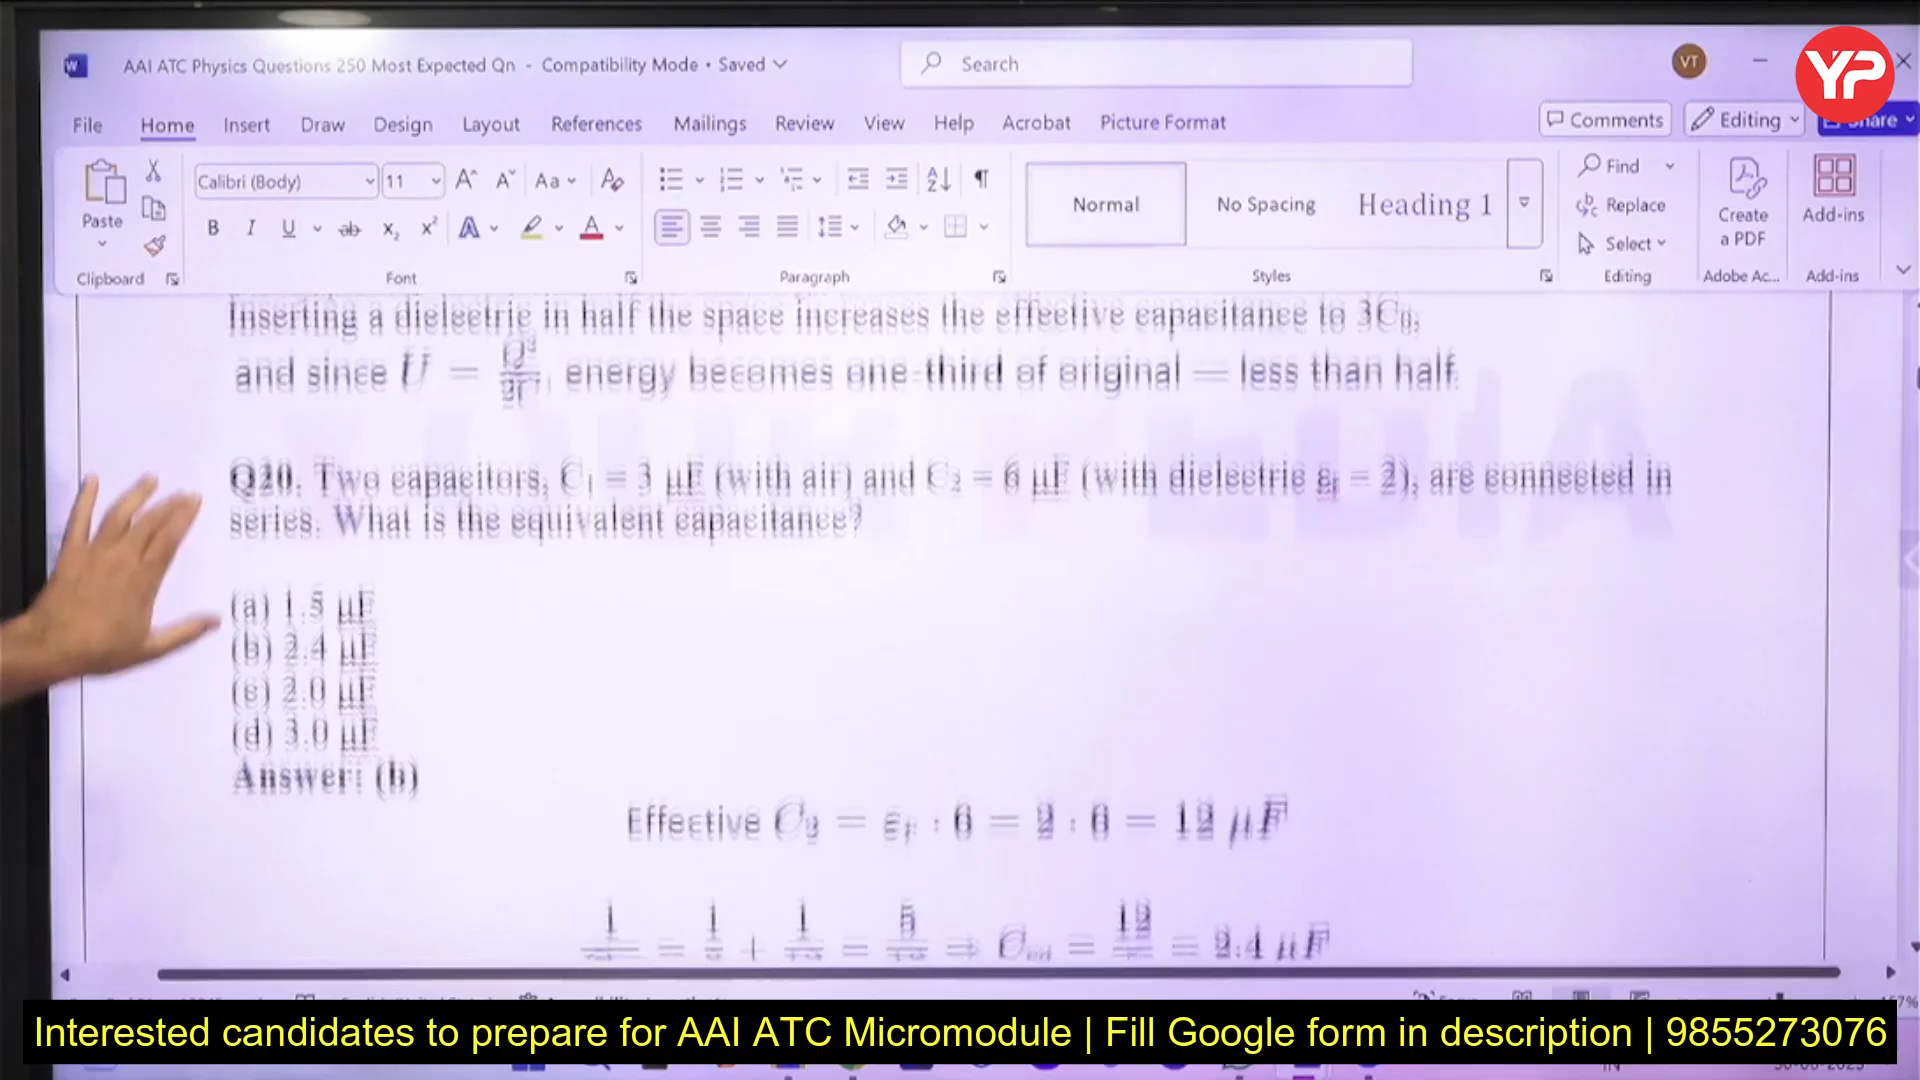 AAI ATC Physics Questions 250 Most Expected Qn - Compatibility Mode • Saved
Search
VT
YP
File Home Insert Draw Design Layout References Mailings Review View Help Acrobat Picture Format
Comments Editing Share
Calibri (Body) 11
Paste
Normal No Spacing Heading 1
Find
Replace
Select
Create a PDF
Add-ins
Clipboard Font Paragraph Styles Editing Adobe Ac... Add-ins
Inserting a dielectric in half the space increases the effective capacitance to 3C₀,
and since U = Q²/2C, energy becomes one-third of original — less than half.
Q20. Two capacitors, C₁ = 3 µF (with air) and C₂ = 6 µF (with dielectric εᵣ = 2), are connected in
series. What is the equivalent capacitance?
(a) 1.5 µF
(b) 2.4 µF
(c) 2.0 µF
(d) 3.0 µF
Answer: (b)
Effective C₂ = εᵣ · 6 = 2 · 6 = 12 µF
= + = ⇒ = = 2.4 µF
Interested candidates to prepare for AAI ATC Micromodule | Fill Google form in description | 9855273076